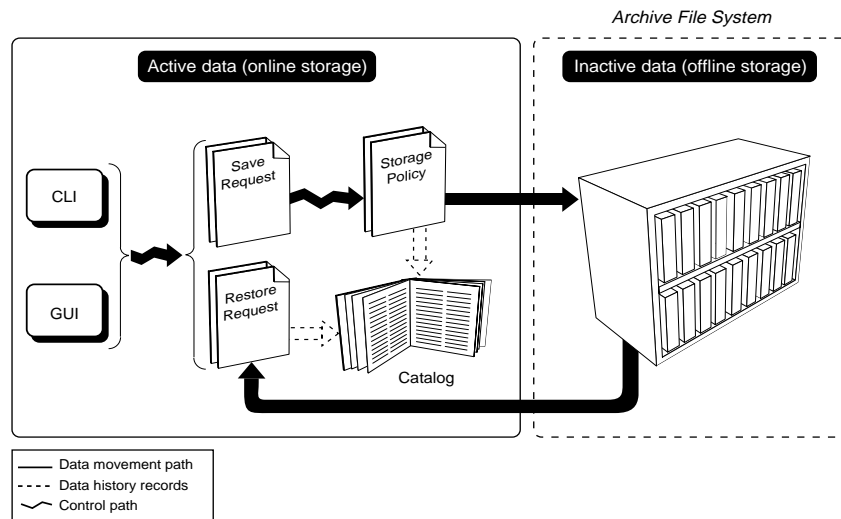 Archive File System
Active data (online storage)
Inactive data (offline storage)
CLI
GUI
Save
Request
Storage
Policy
Restore
Request
Catalog
Data movement path
Data history records
Control path